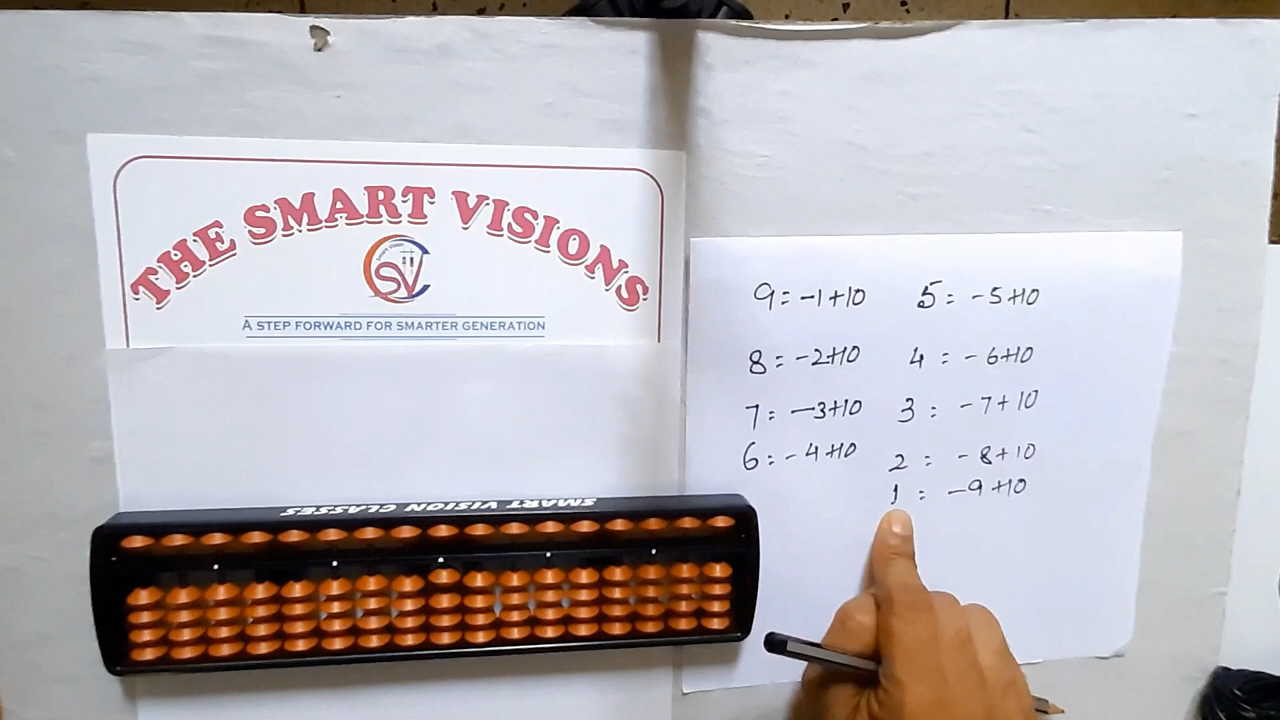 THE SMART VISIONS
Smart Vision
SV
A STEP FORWARD FOR SMARTER GENERATION
SMART VISION CLASSES
9 = -1+10 5 = -5+10
8 = -2+10 4 = -6+10
7 = -3+10 3 = -7+10
6 = -4+10 2 = -8+10
1 = -9+10